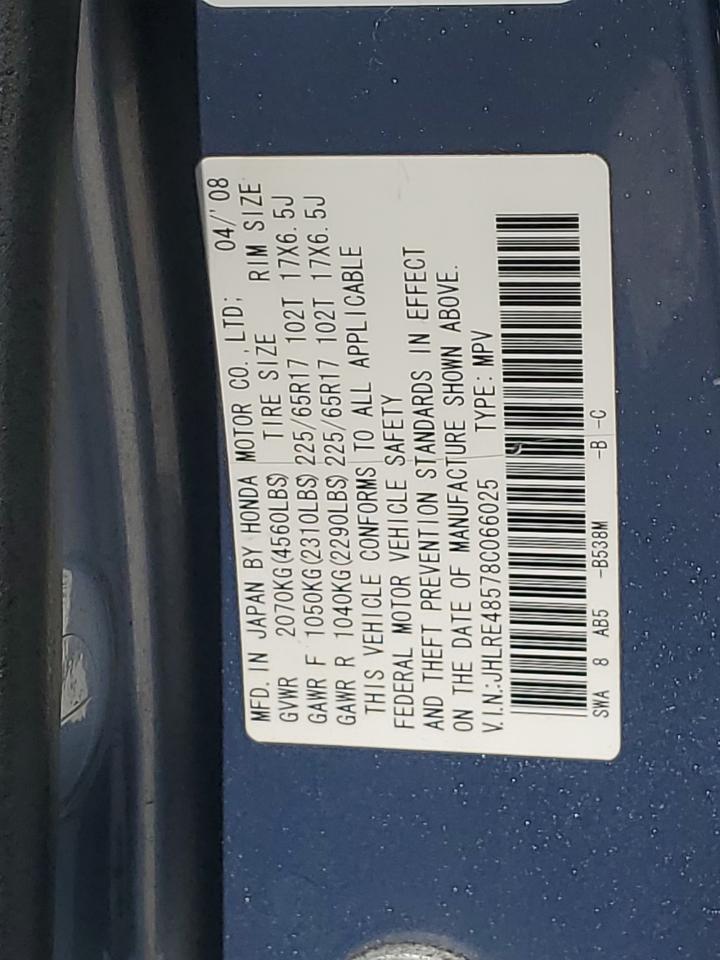 MFD. IN JAPAN BY HONDA MOTOR CO., LTD; 04/'08
GVWR 2070KG(4560LBS) TIRE SIZE RIM SIZE
GAWR F 1050KG(2310LBS) 225/65R17 102T 17X6.5J
GAWR R 1040KG(2290LBS) 225/65R17 102T 17X6.5J
THIS VEHICLE CONFORMS TO ALL APPLICABLE
FEDERAL MOTOR VEHICLE SAFETY
AND THEFT PREVENTION STANDARDS IN EFFECT
ON THE DATE OF MANUFACTURE SHOWN ABOVE.
V.I.N.:JHLRE48578C066025 TYPE:MPV
SWA 8 AB5 -B538M -B -C